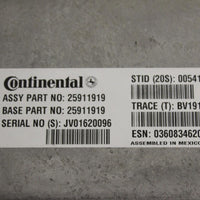 Continental
ASSY PART NO: 25911919
BASE PART NO: 25911919
SERIAL NO (S): JV01620096
STID (20S): 00541
TRACE (T): BV191
ESN: 036083462
ASSEMBLED IN MEXICO